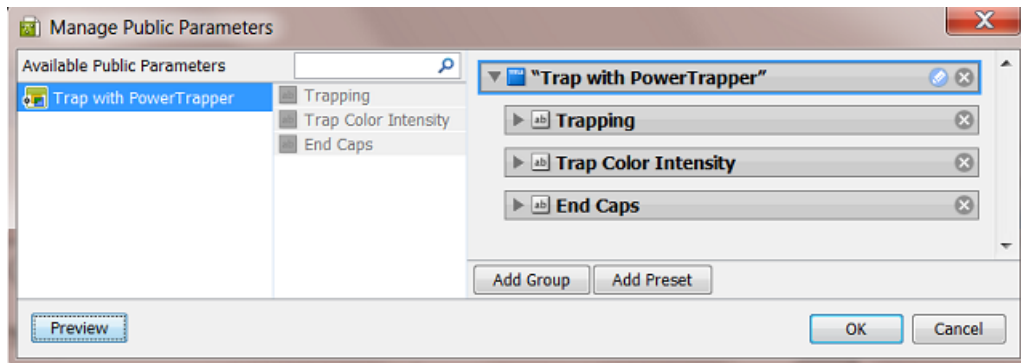 Manage Public Parameters
Available Public Parameters
Trap with PowerTrapper
Trapping
Trap Color Intensity
End Caps
"Trap with PowerTrapper"
Trapping
Trap Color Intensity
End Caps
Add Group
Add Preset
Preview
OK
Cancel